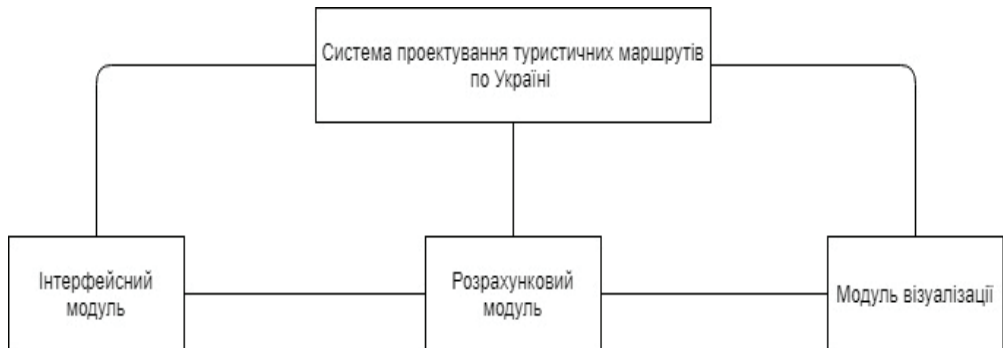 Система проектування туристичних маршрутів
по Україні
Інтерфейсний
модуль
Розрахунковий
модуль
Модуль візуалізації